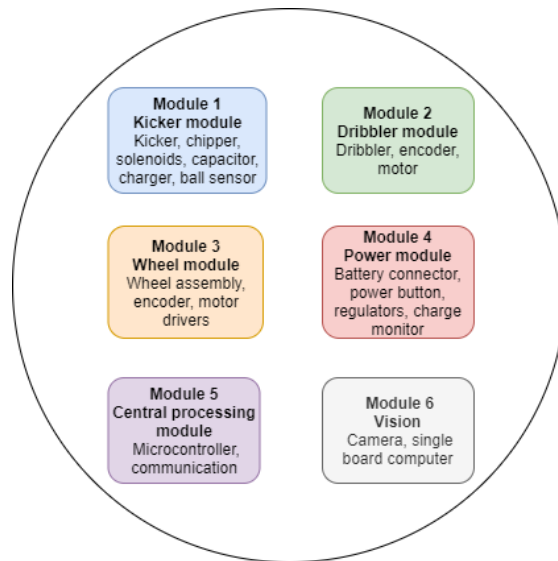 Module 1
Kicker module
Kicker, chipper,
solenoids, capacitor,
charger, ball sensor
Module 2
Dribbler module
Dribbler, encoder,
motor
Module 3
Wheel module
Wheel assembly,
encoder, motor
drivers
Module 4
Power module
Battery connector,
power button,
regulators, charge
monitor
Module 5
Central processing
module
Microcontroller,
communication
Module 6
Vision
Camera, single
board computer